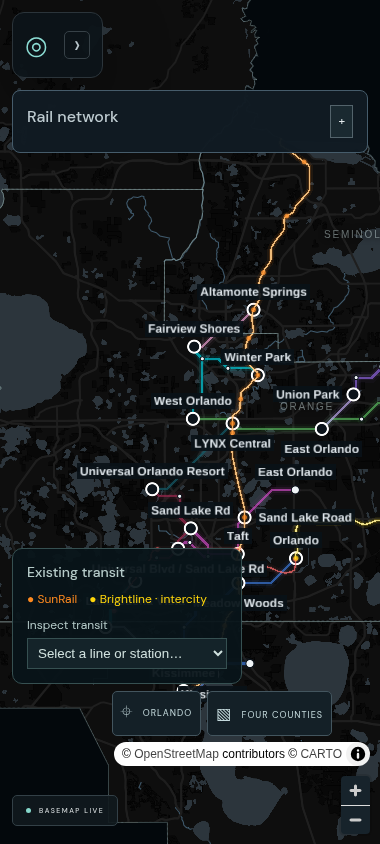 Rail network
+
SEMINOL
Altamonte Springs
Fairview Shores
Winter Park
Union Park
West Orlando
ORANGE
LYNX Central
East Orlando
Universal Orlando Resort
East Orlando
Sand Lake Rd
Sand Lake Road
Taft
Orlando
Existing transit
● SunRail ● Brightline · intercity
Inspect transit
Select a line or station…
Woods
ORLANDO
FOUR COUNTIES
© OpenStreetMap contributors © CARTO
BASEMAP LIVE
+
−